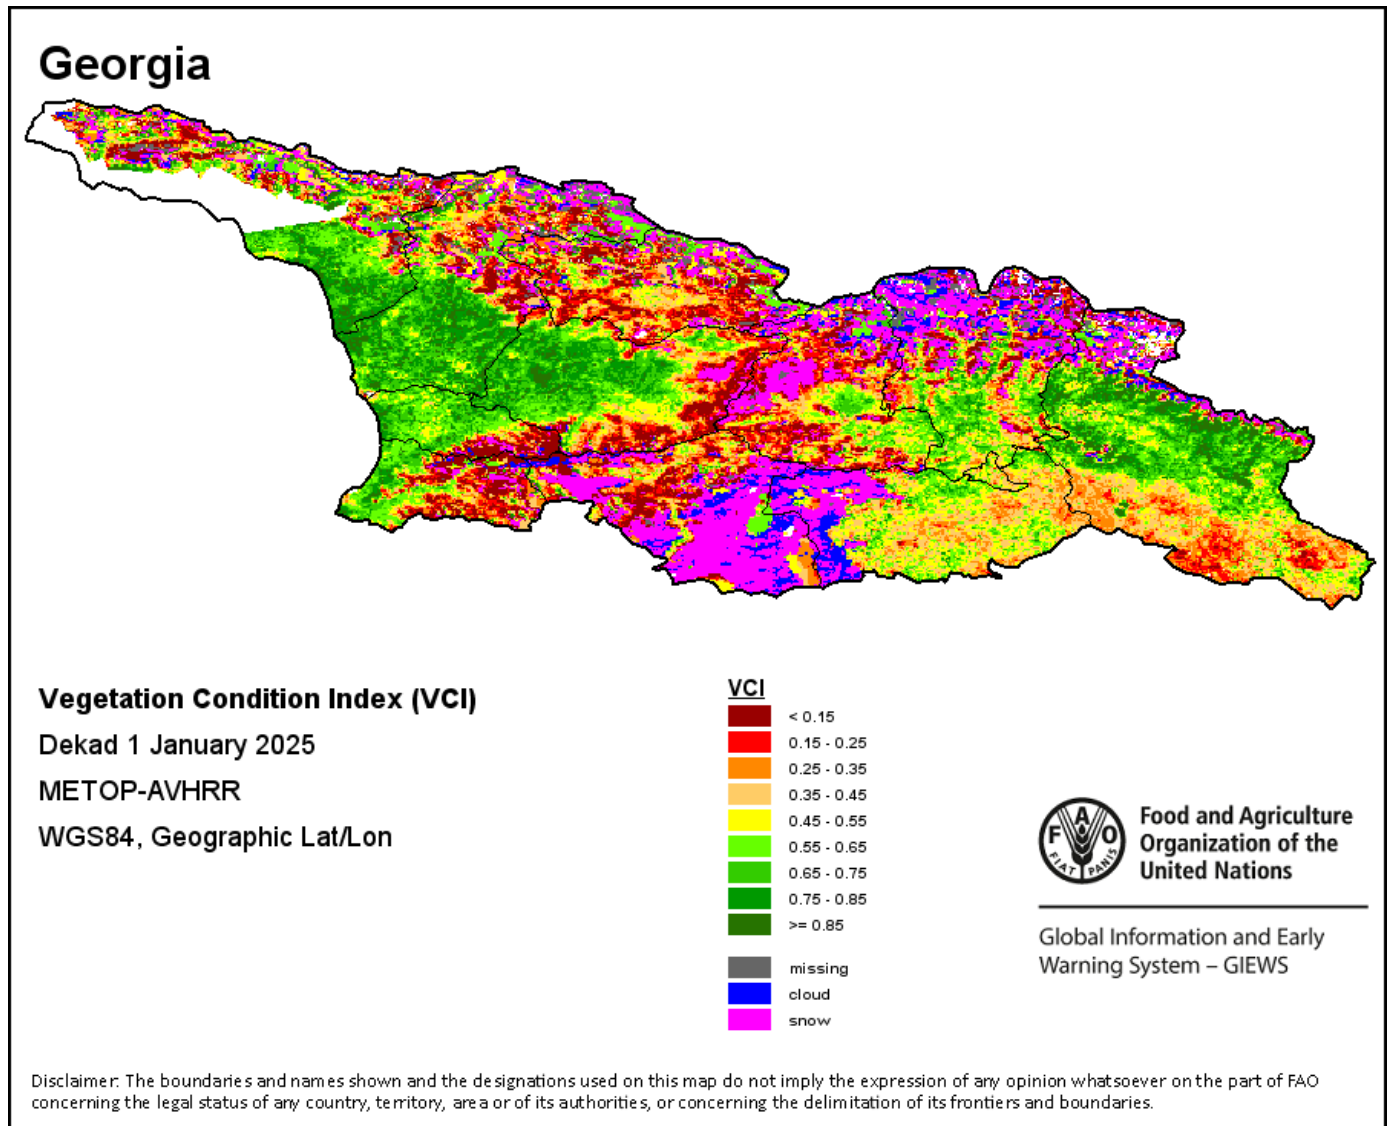 Georgia
Vegetation Condition Index (VCI)
Dekad 1 January 2025
METOP-AVHRR
WGS84, Geographic Lat/Lon
VCI
< 0.15
0.15 - 0.25
0.25 - 0.35
0.35 - 0.45
0.45 - 0.55
0.55 - 0.65
0.65 - 0.75
0.75 - 0.85
>= 0.85
missing
cloud
snow
F A O
FIAT PANIS
Food and Agriculture
Organization of the
United Nations
Global Information and Early
Warning System – GIEWS
Disclaimer: The boundaries and names shown and the designations used on this map do not imply the expression of any opinion whatsoever on the part of FAO
concerning the legal status of any country, territory, area or of its authorities, or concerning the delimitation of its frontiers and boundaries.